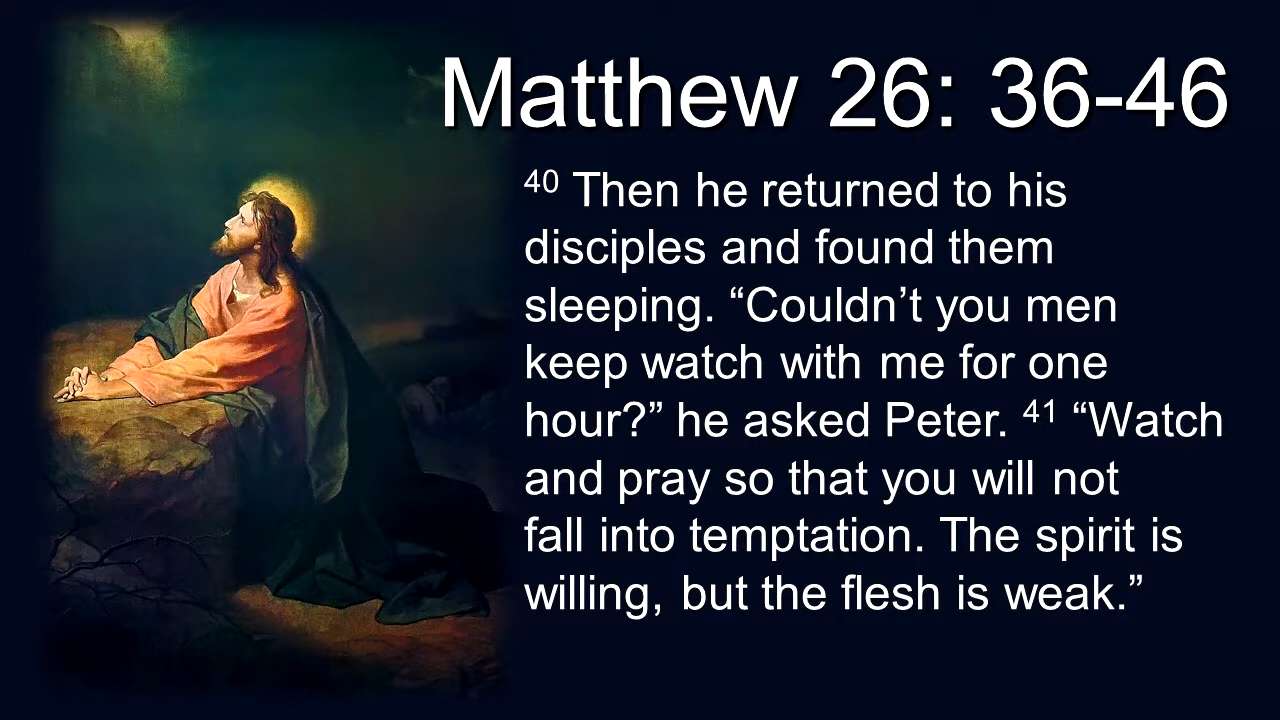 Matthew 26: 36-46
40 Then he returned to his
disciples and found them
sleeping. “Couldn’t you men
keep watch with me for one
hour?” he asked Peter. 41 “Watch
and pray so that you will not
fall into temptation. The spirit is
willing, but the flesh is weak.”